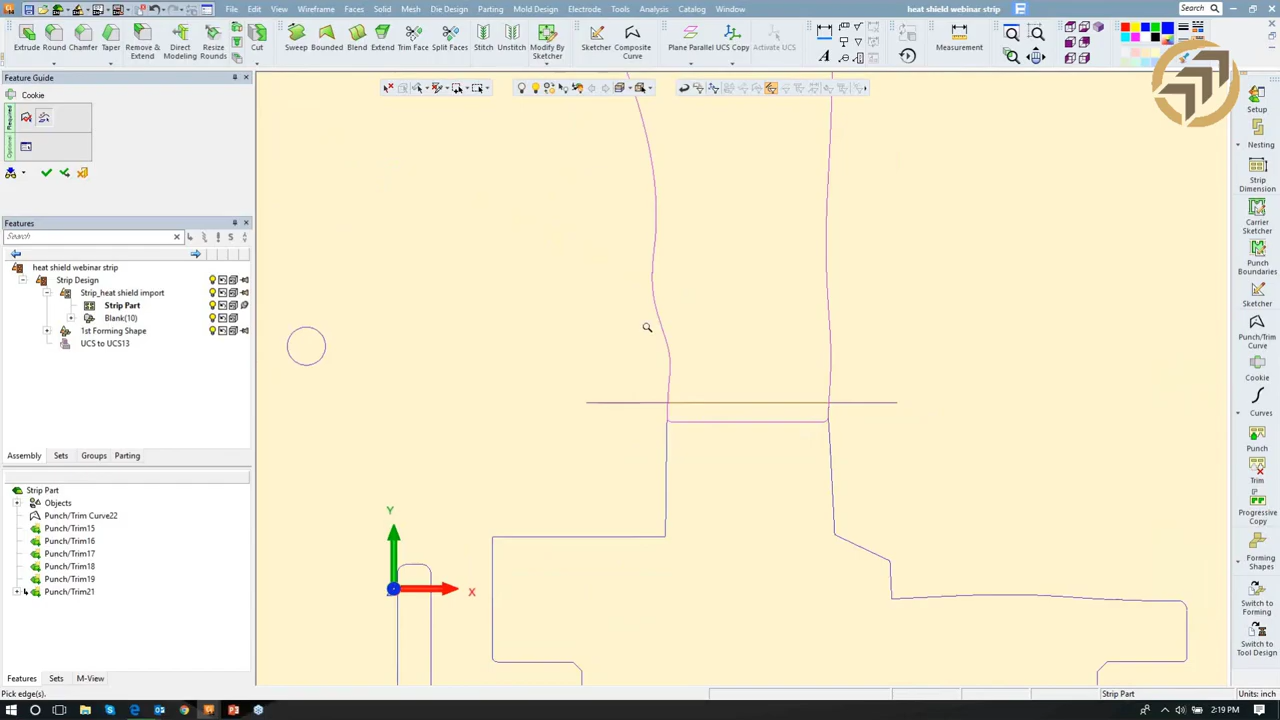 File Edit Views Wireframe Faces Solid Mesh Die Design Parting Mold Design Electrode Tools Analysis Catalog Window
heat shield webinar strip
Search
Extrude Round Chamfer Taper Remove & Extend Direct Modeling Resize Rounds Cut Sweep Bounded Blend Extend Trim Face Split Faces Stitch Unstitch Modify By Sketcher Sketcher Composite Curve Plane Parallel UCS Copy Activate UCS Measurement
Feature Guide
Cookie
Required
Optional
Features
Search
heat shield webinar strip
Strip Design
Strip_heat shield import
Strip Part
Blank(10)
1st Forming Shape
UCS to UCS13
Assembly Sets Groups Parting
Strip Part
Objects
Punch/Trim Curve22
Punch/Trim15
Punch/Trim16
Punch/Trim17
Punch/Trim18
Punch/Trim19
Punch/Trim21
Features Sets M-View
Y
X
Setup
Nesting
Strip Dimension
Carrier Sketcher
Punch Boundaries
Sketcher
Punch/Trim Curve
Cookie
Curves
Punch
Trim
Progressive Copy
Forming Shapes
Switch to Forming
Switch to Tool Design
Pick edge(s).
Strip Part
Units: inch
2:19 PM